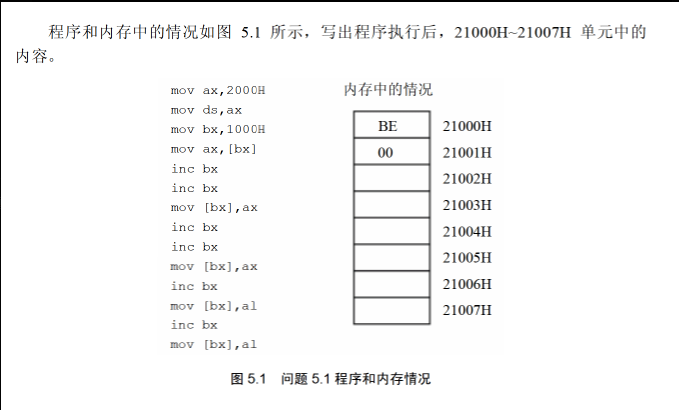 程序和内存中的情况如图 5.1 所示，写出程序执行后，21000H~21007H 单元中的
内容。
mov ax,2000H
mov ds,ax
mov bx,1000H
mov ax,[bx]
inc bx
inc bx
mov [bx],ax
inc bx
inc bx
mov [bx],ax
inc bx
mov [bx],al
inc bx
mov [bx],al
内存中的情况
BE 21000H
00 21001H
21002H
21003H
21004H
21005H
21006H
21007H
图 5.1 问题 5.1 程序和内存情况